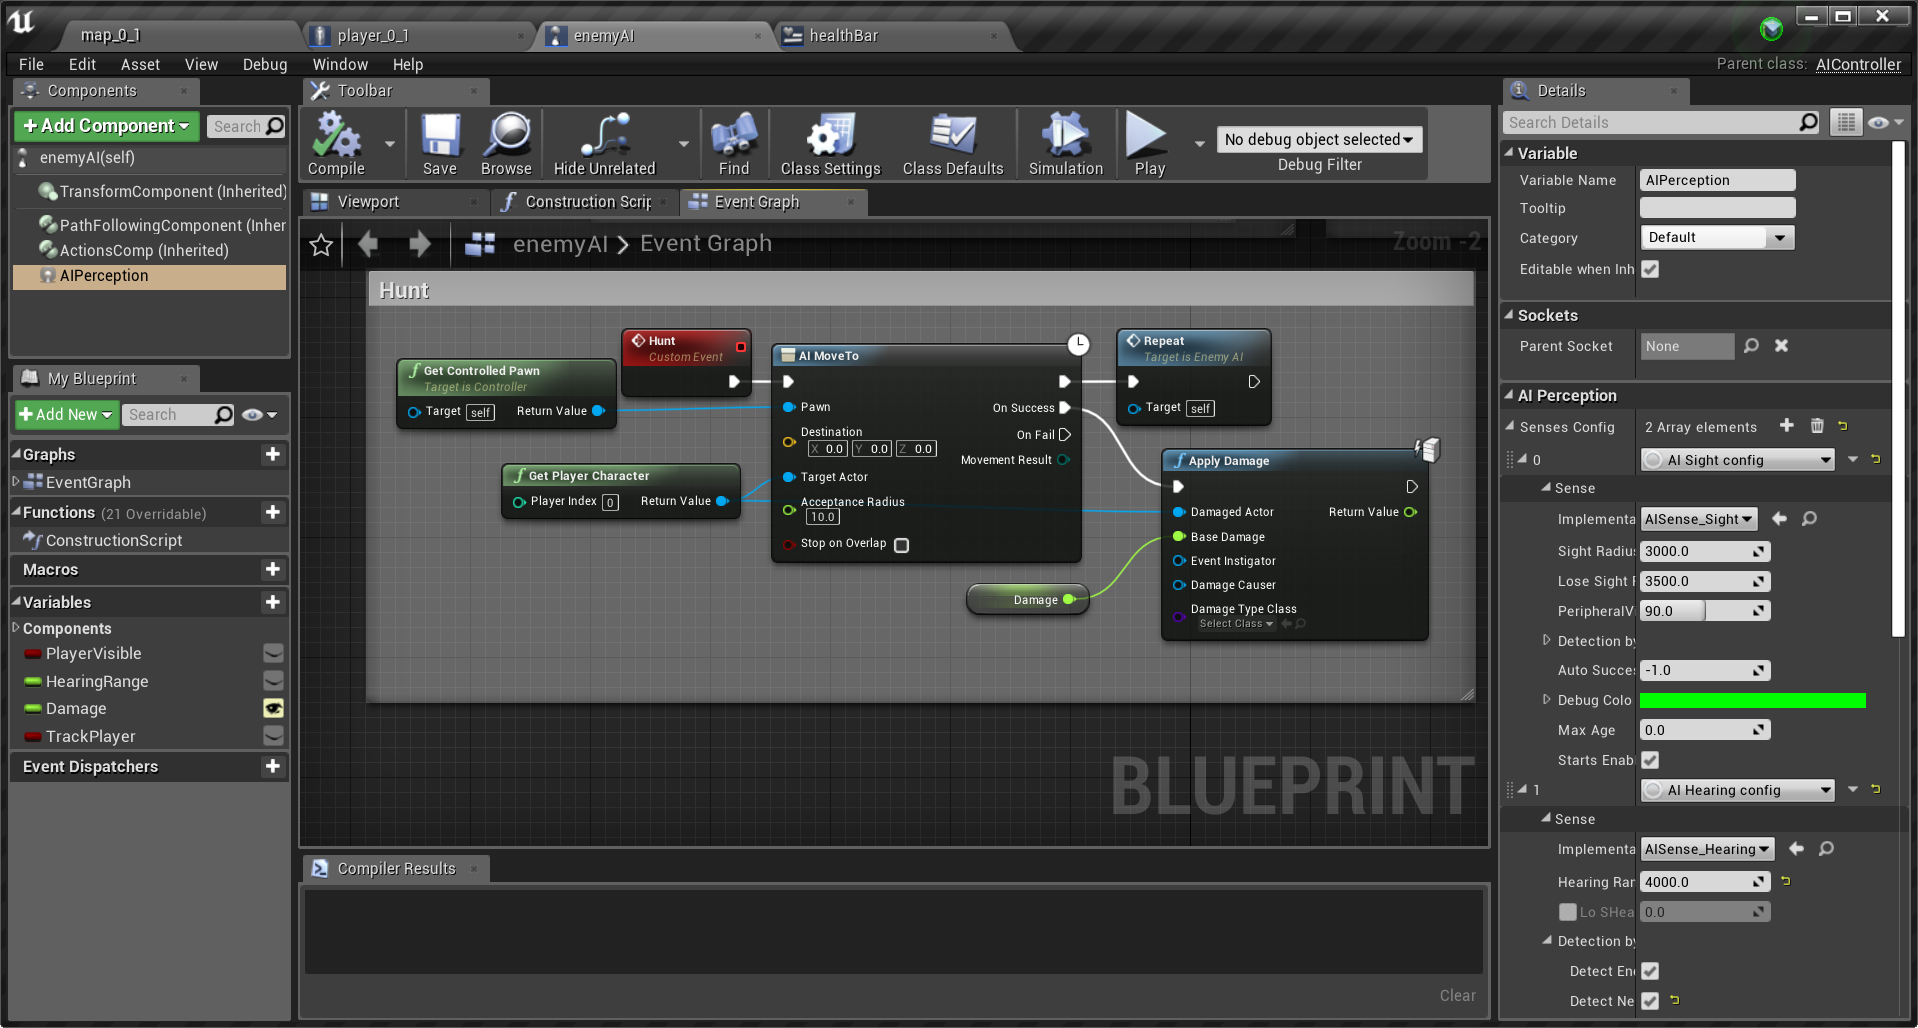 map_0_1
player_0_1
enemyAI
healthBar
File Edit Asset View Debug Window Help
Parent class: AIController
Components
+Add Component
Search
enemyAI(self)
TransformComponent (Inherited)
PathFollowingComponent (Inher
ActionsComp (Inherited)
AIPerception
My Blueprint
+Add New
Search
Graphs
EventGraph
Functions (21 Overridable)
ConstructionScript
Macros
Variables
Components
PlayerVisible
HearingRange
Damage
TrackPlayer
Event Dispatchers
Toolbar
Compile
Save
Browse
Hide Unrelated
Find
Class Settings
Class Defaults
Simulation
Play
No debug object selected
Debug Filter
Viewport
Construction Scrip
Event Graph
enemyAI > Event Graph
Zoom -2
Hunt
Get Controlled Pawn
Target is Controller
Target self Return Value
Hunt
Custom Event
Get Player Character
Player Index 0 Return Value
AI MoveTo
Pawn
On Success
Destination
X 0.0 Y 0.0 Z 0.0
On Fail
Movement Result
Target Actor
Acceptance Radius
10.0
Stop on Overlap
Repeat
Target is Enemy AI
Target self
Damage
Apply Damage
Damaged Actor Return Value
Base Damage
Event Instigator
Damage Causer
Damage Type Class
Select Class
BLUEPRINT
Compiler Results
Clear
Details
Search Details
Variable
Variable Name AIPerception
Tooltip
Category Default
Editable when Inh
Sockets
Parent Socket None
AI Perception
Senses Config 2 Array elements
0 AI Sight config
Sense
Implementa AISense_Sight
Sight Radius 3000.0
Lose Sight R 3500.0
PeripheralVi 90.0
Detection by
Auto Succes -1.0
Debug Colo
Max Age 0.0
Starts Enab
1 AI Hearing config
Sense
Implementa AISense_Hearing
Hearing Ran 4000.0
Lo SHea 0.0
Detection by
Detect Ene
Detect Ne